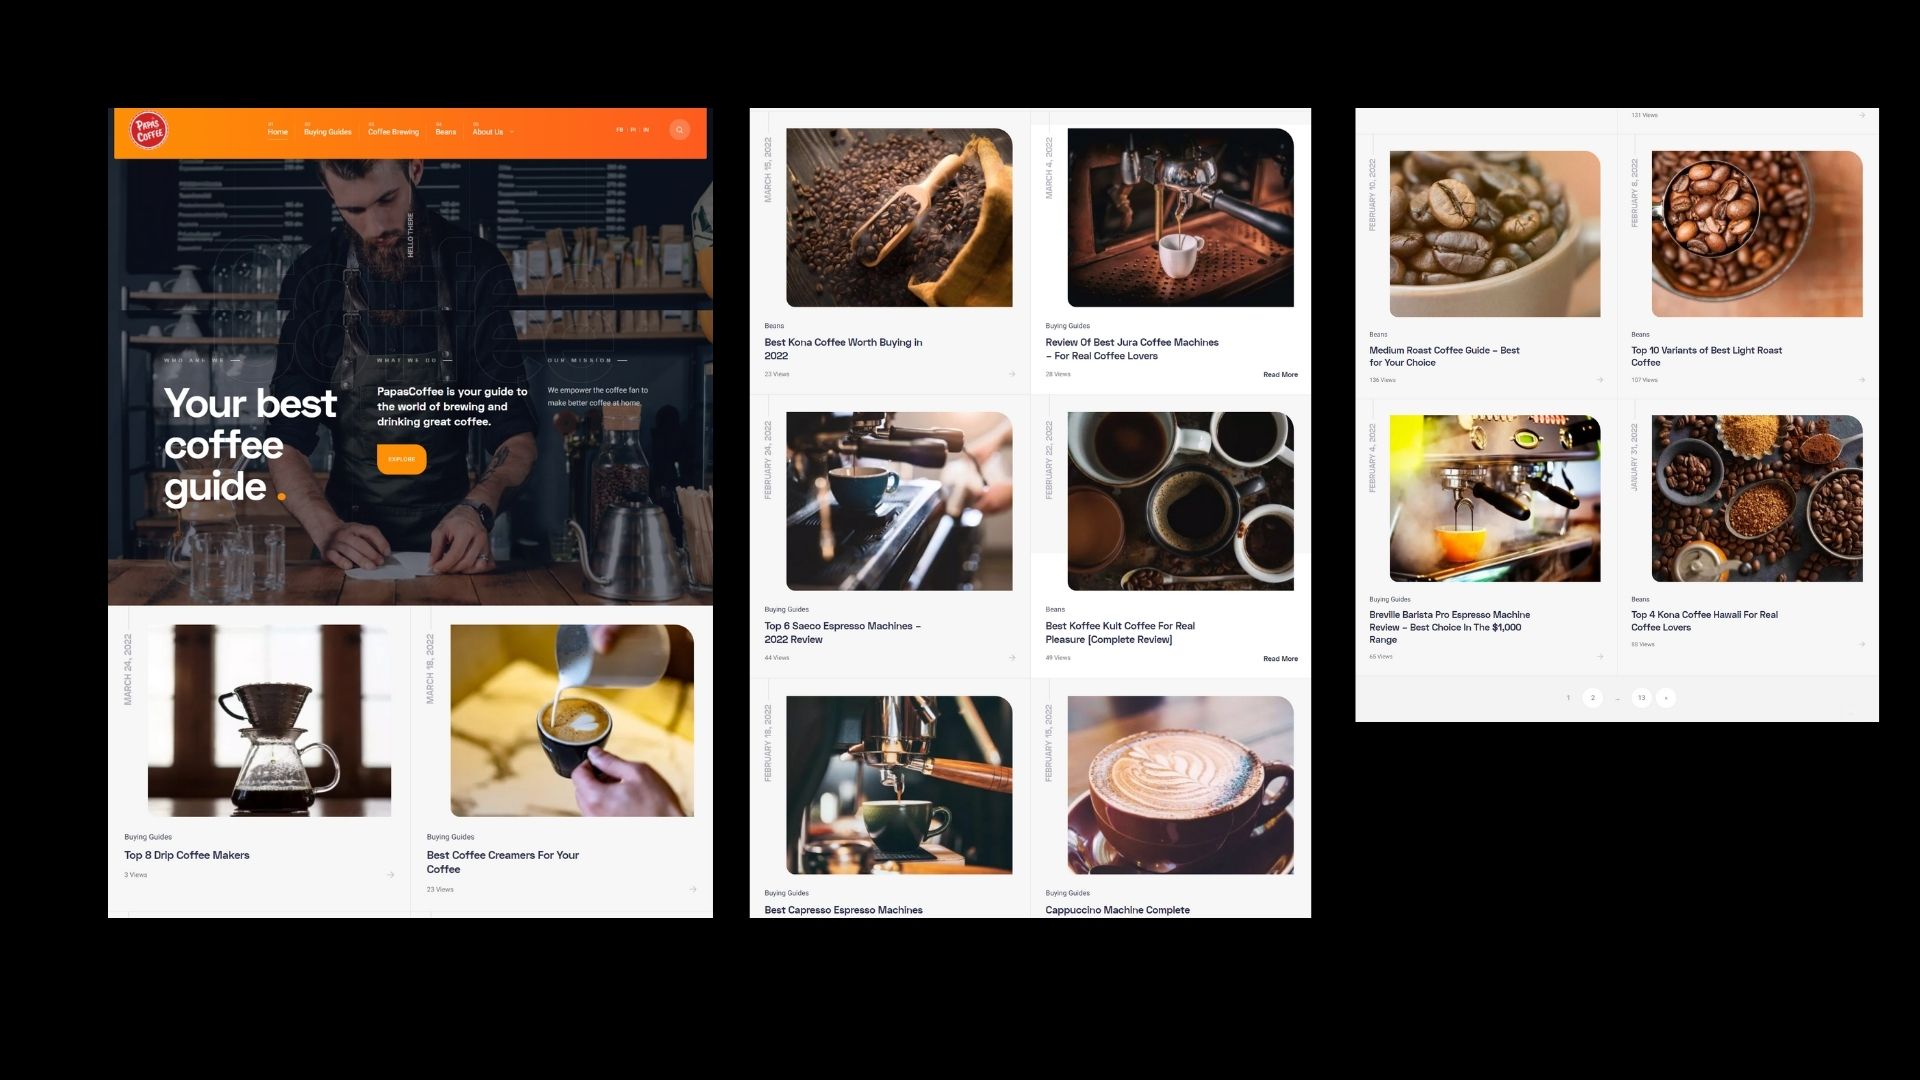 PAPAS
COFFEE
01
Home
02
Buying Guides
03
Coffee Brewing
04
Beans
05
About Us
FB
PI
IN
HELLO THERE
Coffee
WHO ARE WE
Your best
coffee
guide .
WHAT WE DO
PapasCoffee is your guide to
the world of brewing and
drinking great coffee.
EXPLORE
OUR MISSION
We empower the coffee fan to
make better coffee at home.
MARCH 24, 2022
Buying Guides
Top 8 Drip Coffee Makers
3 Views
MARCH 18, 2022
Buying Guides
Best Coffee Creamers For Your
Coffee
23 Views
MARCH 15, 2022
Beans
Best Kona Coffee Worth Buying in
2022
23 Views
MARCH 4, 2022
Buying Guides
Review Of Best Jura Coffee Machines
– For Real Coffee Lovers
28 Views
Read More
FEBRUARY 24, 2022
Buying Guides
Top 6 Saeco Espresso Machines –
2022 Review
44 Views
FEBRUARY 22, 2022
Beans
Best Koffee Kult Coffee For Real
Pleasure [Complete Review]
49 Views
Read More
FEBRUARY 18, 2022
Buying Guides
Best Capresso Espresso Machines
FEBRUARY 15, 2022
Buying Guides
Cappuccino Machine Complete
131 Views
FEBRUARY 10, 2022
Beans
Medium Roast Coffee Guide – Best
for Your Choice
136 Views
FEBRUARY 8, 2022
Beans
Top 10 Variants of Best Light Roast
Coffee
107 Views
FEBRUARY 4, 2022
Buying Guides
Breville Barista Pro Espresso Machine
Review – Best Choice In The $1,000
Range
65 Views
JANUARY 31, 2022
Beans
Top 4 Kona Coffee Hawaii For Real
Coffee Lovers
88 Views
1 2 … 13 »